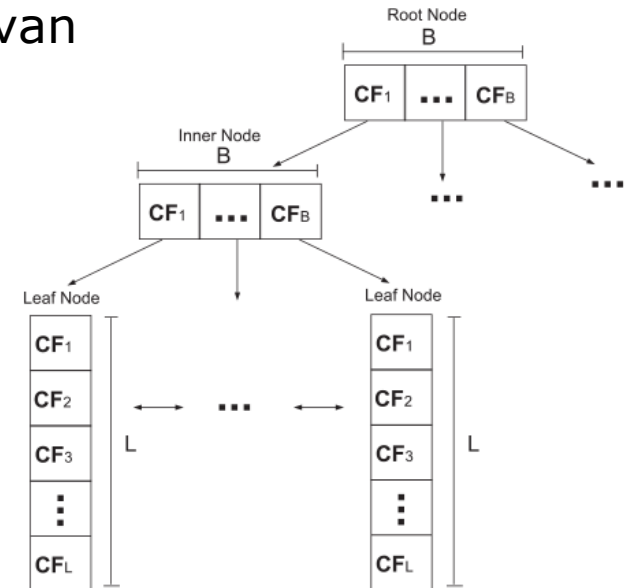 van
Root Node
B
CF1 ... CFB
Inner Node
B
... ...
CF1 ... CFB
Leaf Node Leaf Node
CF1 CF1
CF2 ... CF2
L L
CF3 CF3
⋮ ⋮
CFL CFL